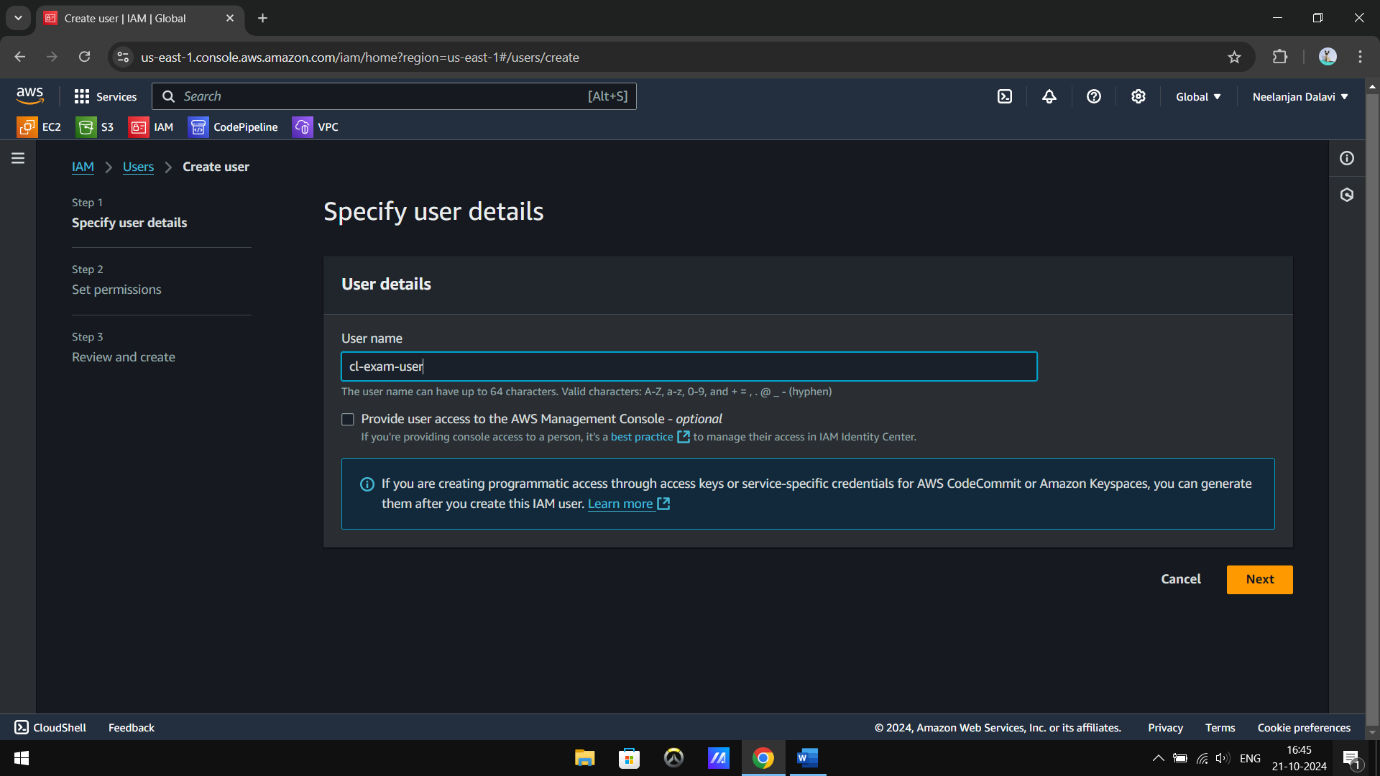 Create user | IAM | Global
us-east-1.console.aws.amazon.com/iam/home?region=us-east-1#/users/create
aws
Services
Search
[Alt+S]
Global
Neelanjan Dalavi
EC2
S3
IAM
CodePipeline
VPC
IAM
Users
Create user
Step 1
Specify user details
Step 2
Set permissions
Step 3
Review and create
Specify user details
User details
User name
cl-exam-user
The user name can have up to 64 characters. Valid characters: A-Z, a-z, 0-9, and + = , . @ _ - (hyphen)
Provide user access to the AWS Management Console - optional
If you're providing console access to a person, it's a best practice to manage their access in IAM Identity Center.
If you are creating programmatic access through access keys or service-specific credentials for AWS CodeCommit or Amazon Keyspaces, you can generate
them after you create this IAM user. Learn more
Cancel
Next
CloudShell
Feedback
© 2024, Amazon Web Services, Inc. or its affiliates.
Privacy
Terms
Cookie preferences
W
ENG
16:45
21-10-2024
1